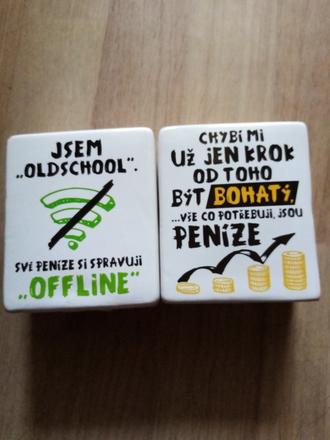 JSEM
„OLDSCHOOL".
SVÉ PENÍZE SI SPRAVUJI
„OFFLINE"
CHYBÍ MI
UŽ JEN KROK
OD TOHO
BÝT BOHATÝ,
...VŠE CO POTŘEBUJI, JSOU
PENÍZE